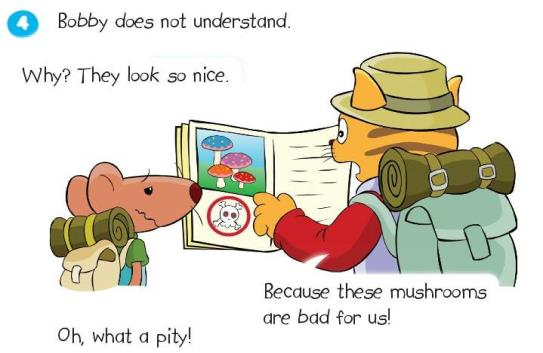 4 Bobby does not understand.
Why? They look so nice.
Because these mushrooms
are bad for us!
Oh, what a pity!